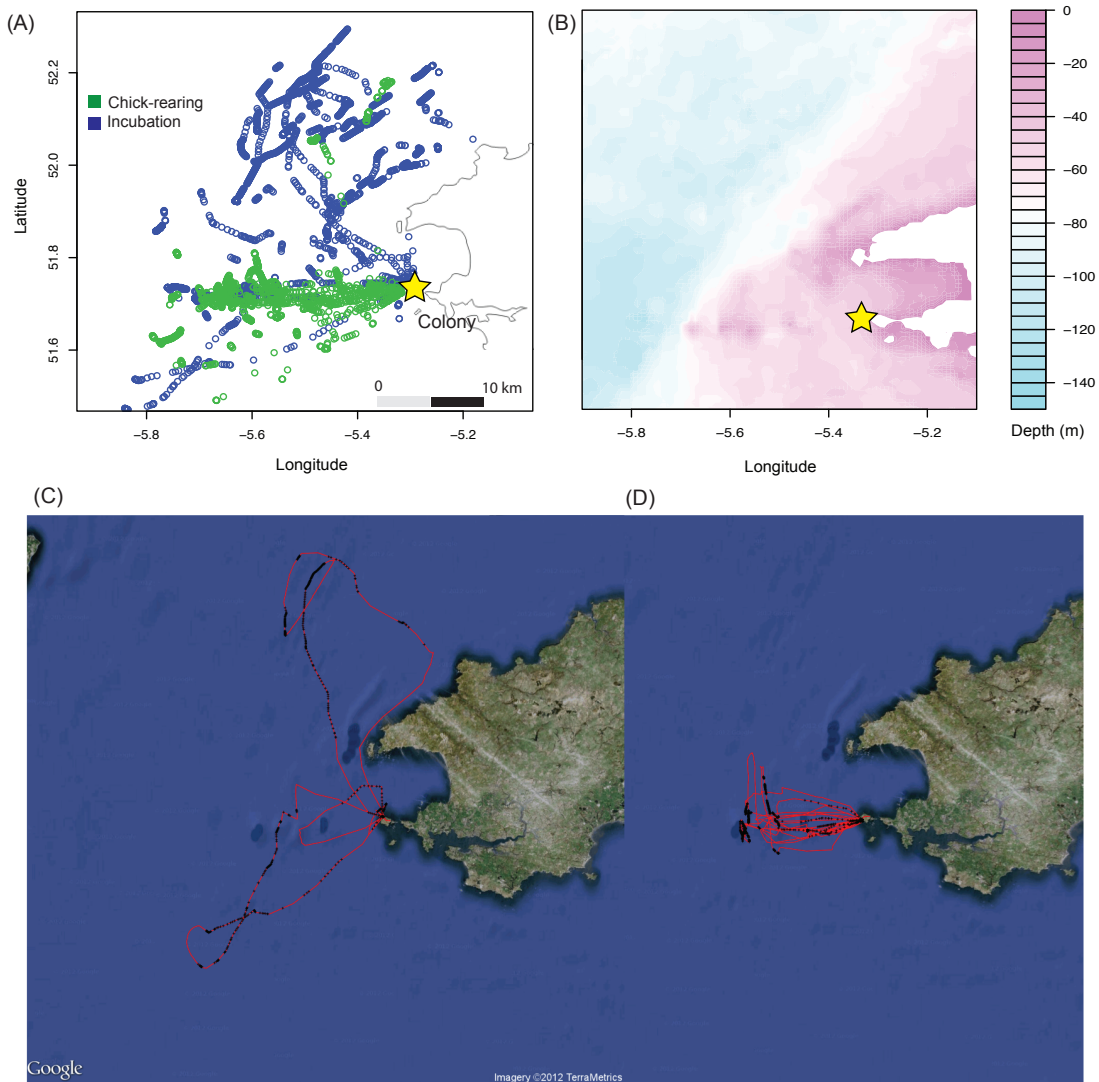 (A)
52.2
52.0
51.8
51.6
Latitude
Chick-rearing
Incubation
Colony
0 10 km
−5.8 −5.6 −5.4 −5.2
Longitude
(B)
−5.8 −5.6 −5.4 −5.2
Longitude
0
−20
−40
−60
−80
−100
−120
−140
Depth (m)
(C)
(D)
Google
Imagery ©2012 TerraMetrics